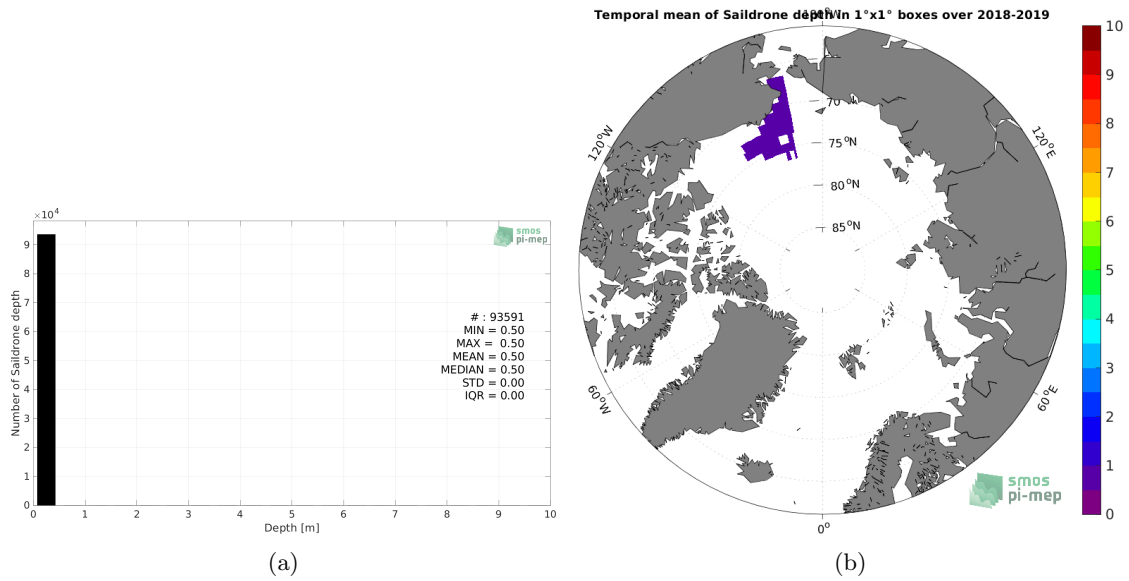 Temporal mean of Saildrone depth in 1°x1° boxes over 2018-2019
×10⁴
9
8
7
6
5
4
3
2
1
0
Number of Saildrone depth
smos
pi-mep
# : 93591
MIN = 0.50
MAX = 0.50
MEAN = 0.50
MEDIAN = 0.50
STD = 0.00
IQR = 0.00
0 1 2 3 4 5 6 7 8 9 10
Depth [m]
(a)
180°W
120°W
120°E
60°W
60°E
0°
70°N
75°N
80°N
85°N
smos
pi-mep
10
9
8
7
6
5
4
3
2
1
0
(b)